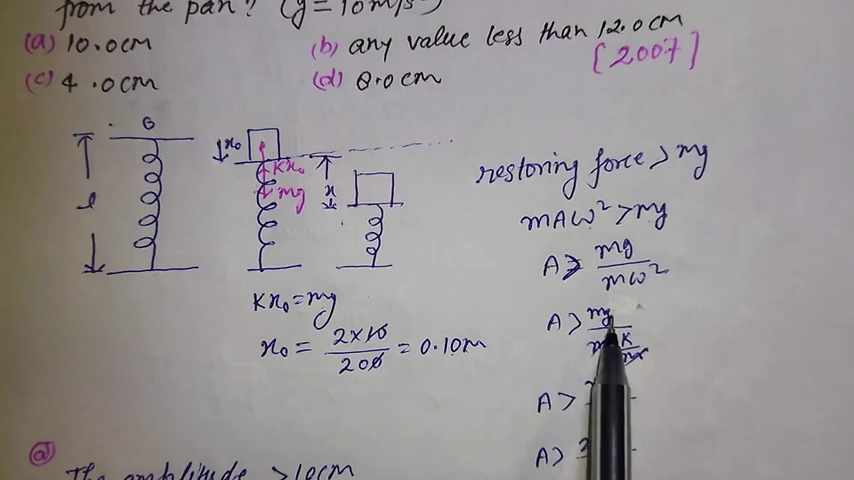 from the pan? (g=10m/s²)
(a) 10.0cm
(b) any value less than 12.0cm
[2007]
(c) 4.0cm
(d) 8.0cm
x₀
Kx₀
mg
x
l
restoring force > mg
mAω² > mg
A > mg/mω²
Kx₀ = mg
x₀ = 2×10/200 = 0.10m
A > mg
K/m
A >
A >
(a)
The amplitude >10cm